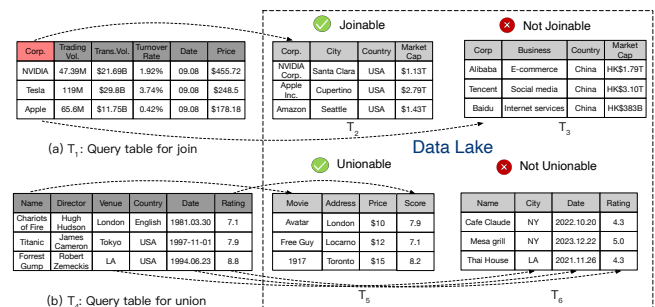 Joinable
Not Joinable
Corp. Trading Vol. Trans.Vol. Turnover Rate Date Price
NVIDIA 47.39M $21.69B 1.92% 09.08 $455.72
Tesla 119M $29.8B 3.74% 09.08 $248.5
Apple 65.6M $11.75B 0.42% 09.08 $178.18
(a) T1: Query table for join
Corp. City Country Market Cap
NVIDIA Corp. Santa Clara USA $1.13T
Apple Inc. Cupertino USA $2.79T
Amazon Seattle USA $1.43T
T2
Corp Business Country Market Cap
Alibaba E-commerce China HK$1.79T
Tencent Social media China HK$3.10T
Baidu Internet services China HK$383B
T3
Data Lake
Unionable
Not Unionable
Name Director Venue Country Date Rating
Chariots of Fire Hugh Hudson London English 1981.03.30 7.1
Titanic James Cameron Tokyo USA 1997-11-01 7.9
Forrest Gump Robert Zemeckis LA USA 1994.06.23 8.8
(b) T4: Query table for union
Movie Address Price Score
Avatar London $10 7.9
Free Guy Locarno $12 7.1
1917 Toronto $15 8.2
T5
Name City Date Rating
Cafe Claude NY 2022.10.20 4.3
Mesa grill NY 2023.12.22 5.0
Thai House LA 2021.11.26 4.3
T6